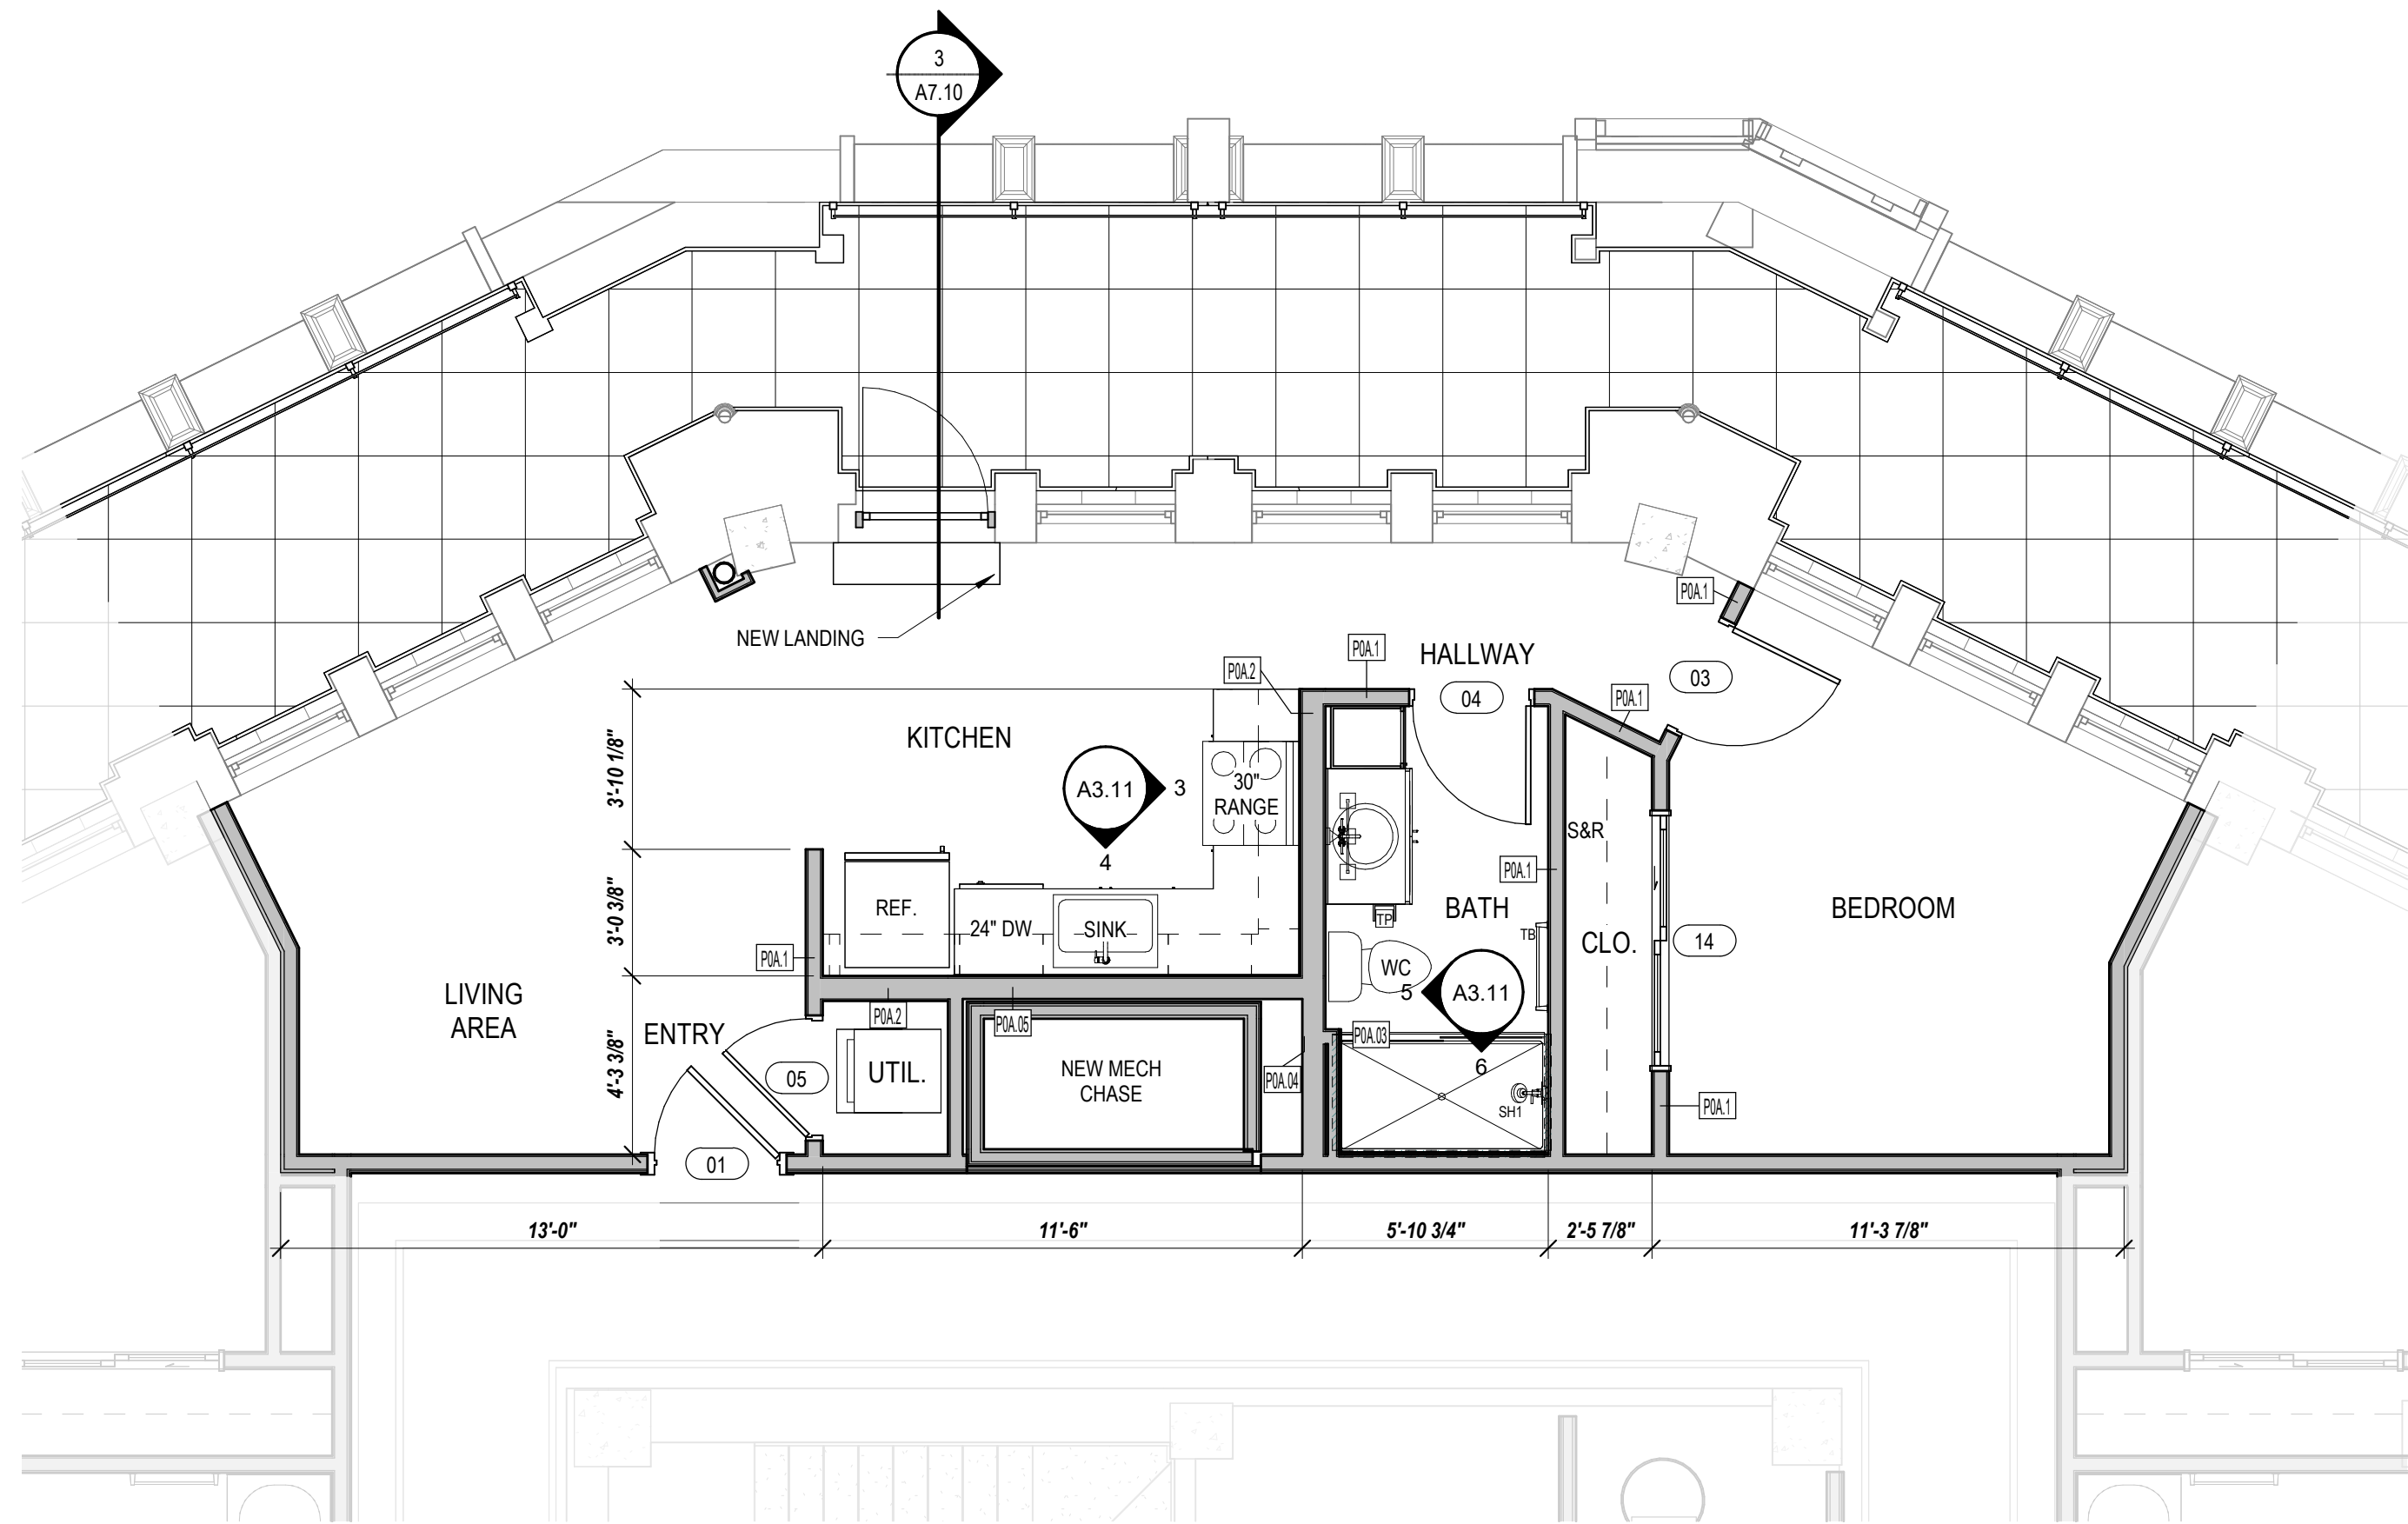 3
A7.10
NEW LANDING
P0A.1
HALLWAY
P0A.1
P0A.2
04
03
P0A.1
KITCHEN
3'-10 1/8"
A3.11
3
4
30"
RANGE
S&R
P0A.1
REF.
24" DW
SINK
3'-0 3/8"
TP
BATH
TB
CLO.
14
BEDROOM
P0A.1
WC
5
A3.11
6
LIVING
AREA
ENTRY
P0A.2
P0A.05
P0A.03
4'-3 3/8"
05
UTIL.
NEW MECH
CHASE
P0A.04
SH1
P0A.1
01
13'-0"
11'-6"
5'-10 3/4"
2'-5 7/8"
11'-3 7/8"